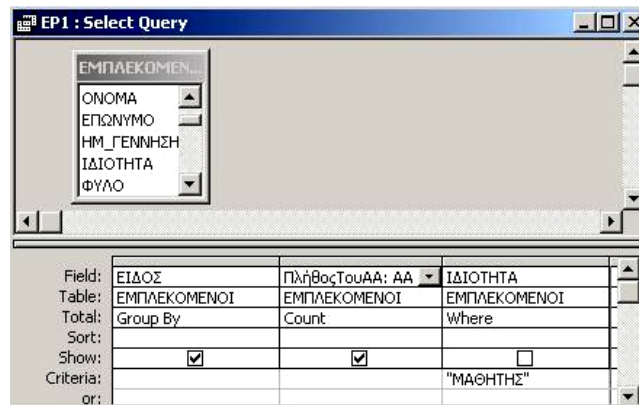 EP1 : Select Query
ΕΜΠΛΕΚΟΜΕΝ...
ΟΝΟΜΑ
ΕΠΩΝΥΜΟ
ΗΜ_ΓΕΝΝΗΣΗ
ΙΔΙΟΤΗΤΑ
ΦΥΛΟ
Field: ΕΙΔΟΣ ΠλήθοςΤουΑΑ: ΑΑ ΙΔΙΟΤΗΤΑ
Table: ΕΜΠΛΕΚΟΜΕΝΟΙ ΕΜΠΛΕΚΟΜΕΝΟΙ ΕΜΠΛΕΚΟΜΕΝΟΙ
Total: Group By Count Where
Sort:
Show:
Criteria: "ΜΑΘΗΤΗΣ"
or: